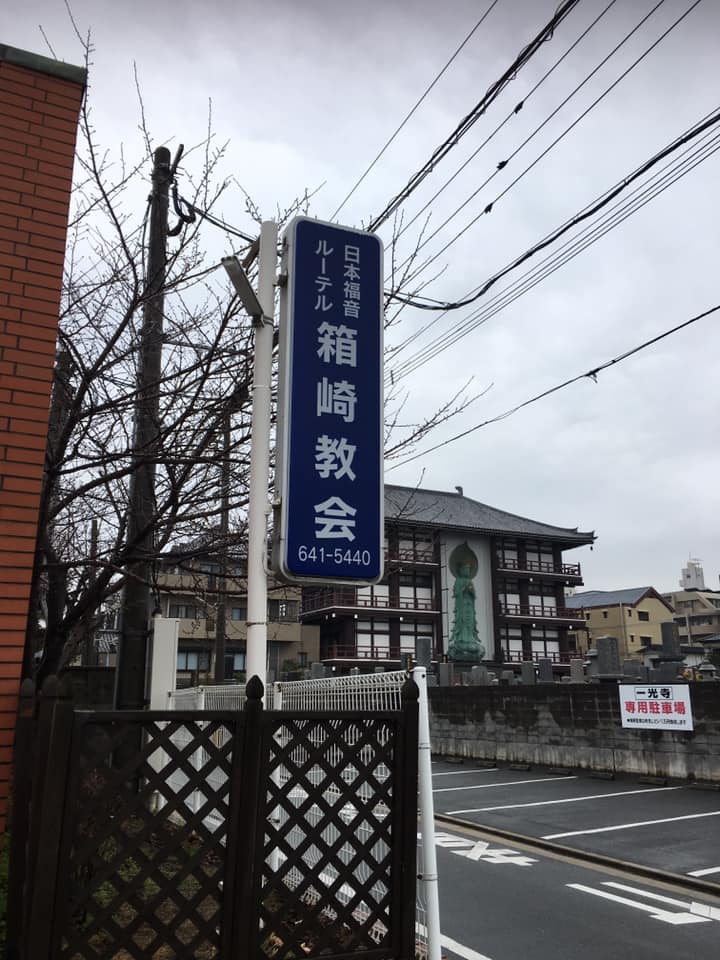 日本福音
ルーテル
箱崎教会
641-5440
一光寺
専用駐車場